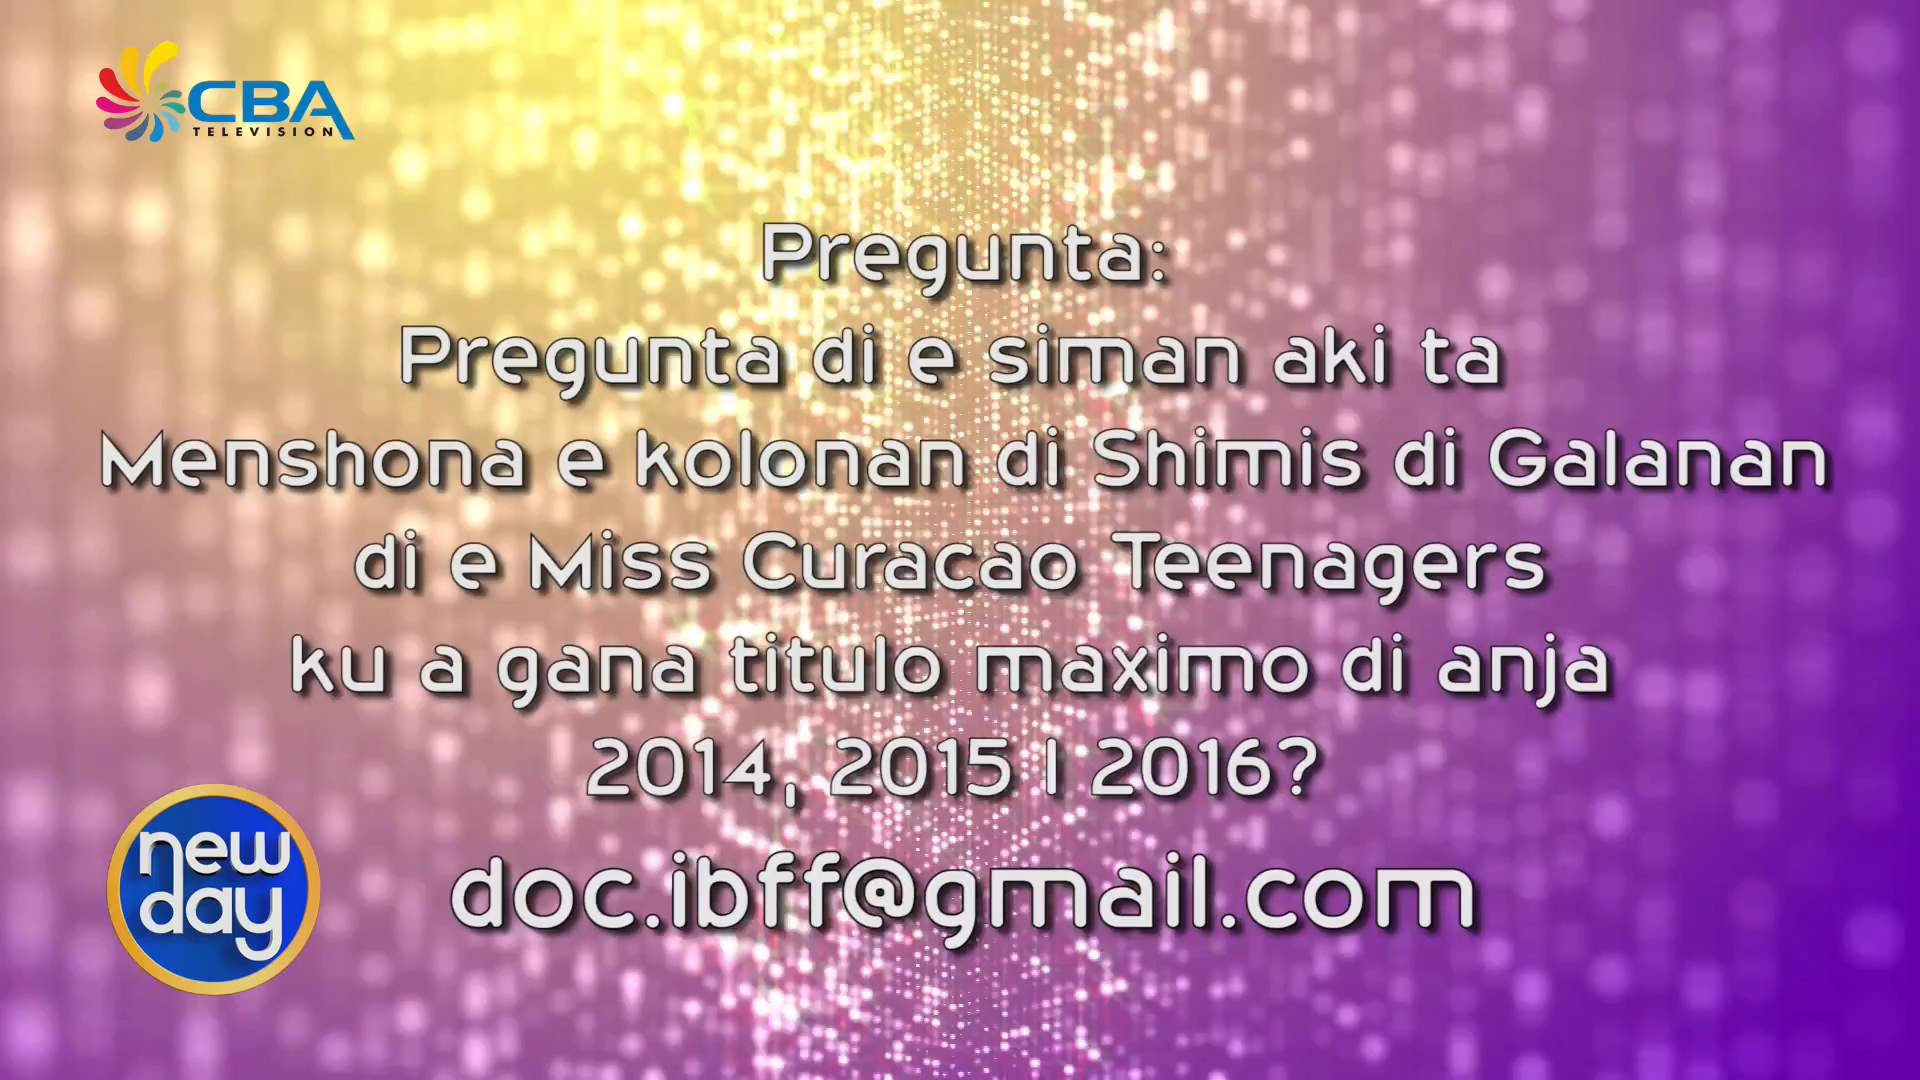 CBA
TELEVISION
Pregunta:
Pregunta di e siman aki ta
Menshona e kolonan di Shimis di Galanan
di e Miss Curacao Teenagers
ku a gana titulo maximo di anja
2014, 2015 I 2016?
doc.ibff@gmail.com
new
day